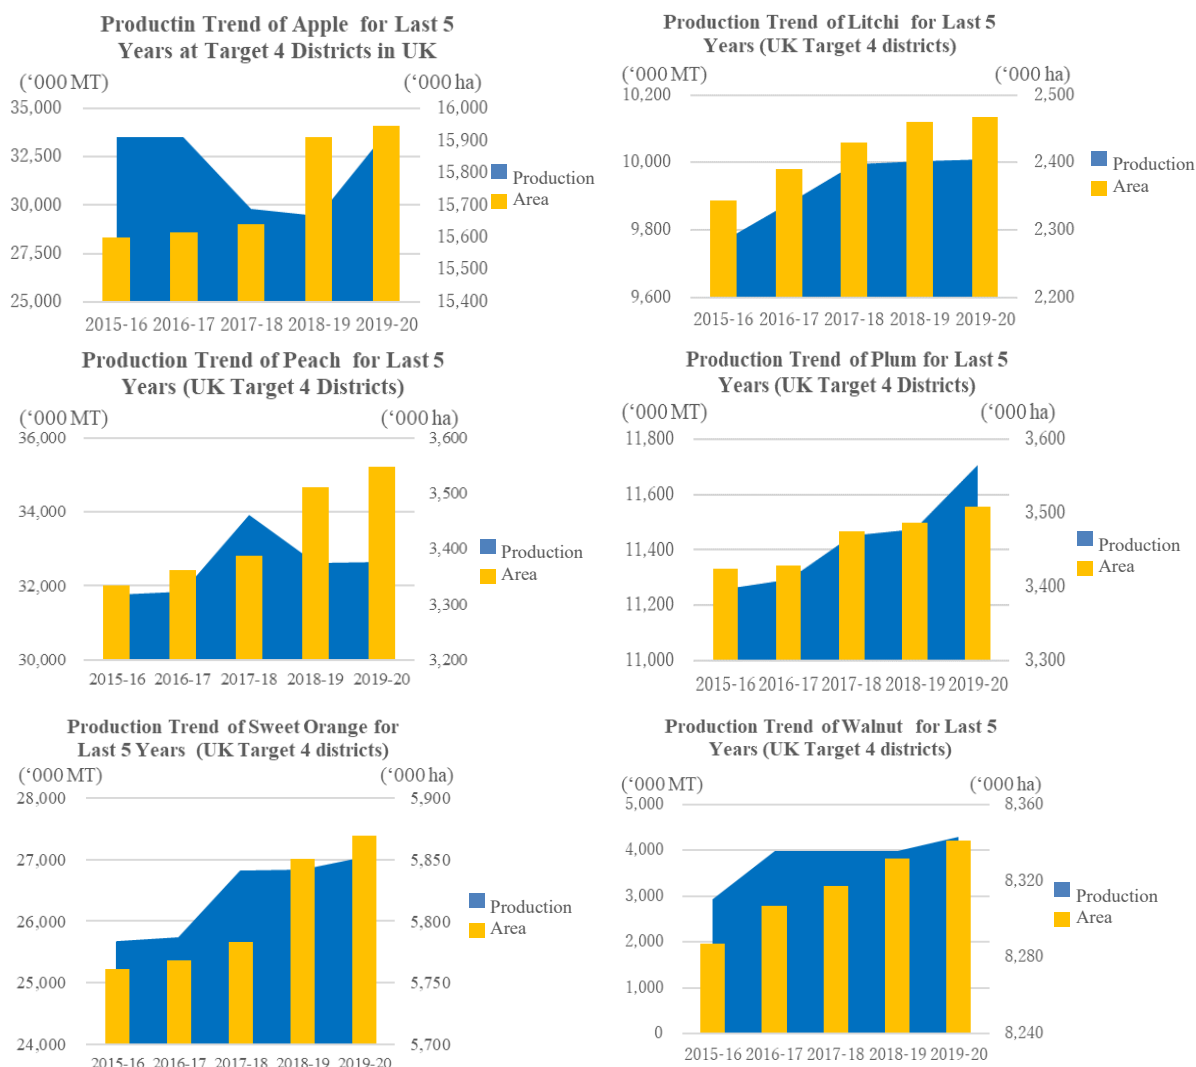 Productin Trend of Apple for Last 5
Years at Target 4 Districts in UK
(‘000 MT)
(‘000 ha)
35,000
32,500
30,000
27,500
25,000
16,000
15,900
15,800
15,700
15,600
15,500
15,400
2015-16 2016-17 2017-18 2018-19 2019-20
Production
Area
Production Trend of Litchi for Last 5
Years (UK Target 4 districts)
(‘000 MT)
(‘000 ha)
10,200
10,000
9,800
9,600
2,500
2,400
2,300
2,200
2015-16 2016-17 2017-18 2018-19 2019-20
Production
Area
Production Trend of Peach for Last 5
Years (UK Target 4 Districts)
(‘000 MT)
(‘000 ha)
36,000
34,000
32,000
30,000
3,600
3,500
3,400
3,300
3,200
2015-16 2016-17 2017-18 2018-19 2019-20
Production
Area
Production Trend of Plum for Last 5
Years (UK Target 4 Districts)
(‘000 MT)
(‘000 ha)
11,800
11,600
11,400
11,200
11,000
3,600
3,500
3,400
3,300
2015-16 2016-17 2017-18 2018-19 2019-20
Production
Area
Production Trend of Sweet Orange for
Last 5 Years (UK Target 4 districts)
(‘000 MT)
(‘000 ha)
28,000
27,000
26,000
25,000
24,000
5,900
5,850
5,800
5,750
5,700
2015-16 2016-17 2017-18 2018-19 2019-20
Production
Area
Production Trend of Walnut for Last 5
Years (UK Target 4 districts)
(‘000 MT)
(‘000 ha)
5,000
4,000
3,000
2,000
1,000
0
8,360
8,320
8,280
8,240
2015-16 2016-17 2017-18 2018-19 2019-20
Production
Area